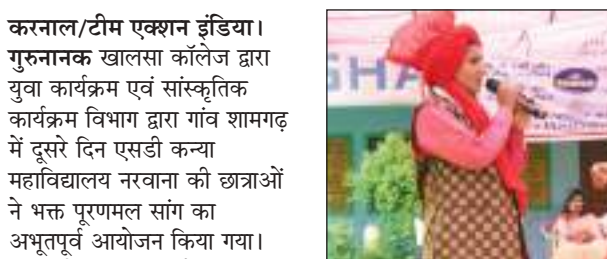 करनाल/टीम एक्शन इंडिया।
गुरुनानक खालसा कॉलेज द्वारा
युवा कार्यक्रम एवं सांस्कृतिक
कार्यक्रम विभाग द्वारा गांव शामगढ़
में दूसरे दिन एसडी कन्या
महाविद्यालय नरवाना की छात्राओं
ने भक्त पूरणमल सांग का
अभूतपूर्व आयोजन किया गया।